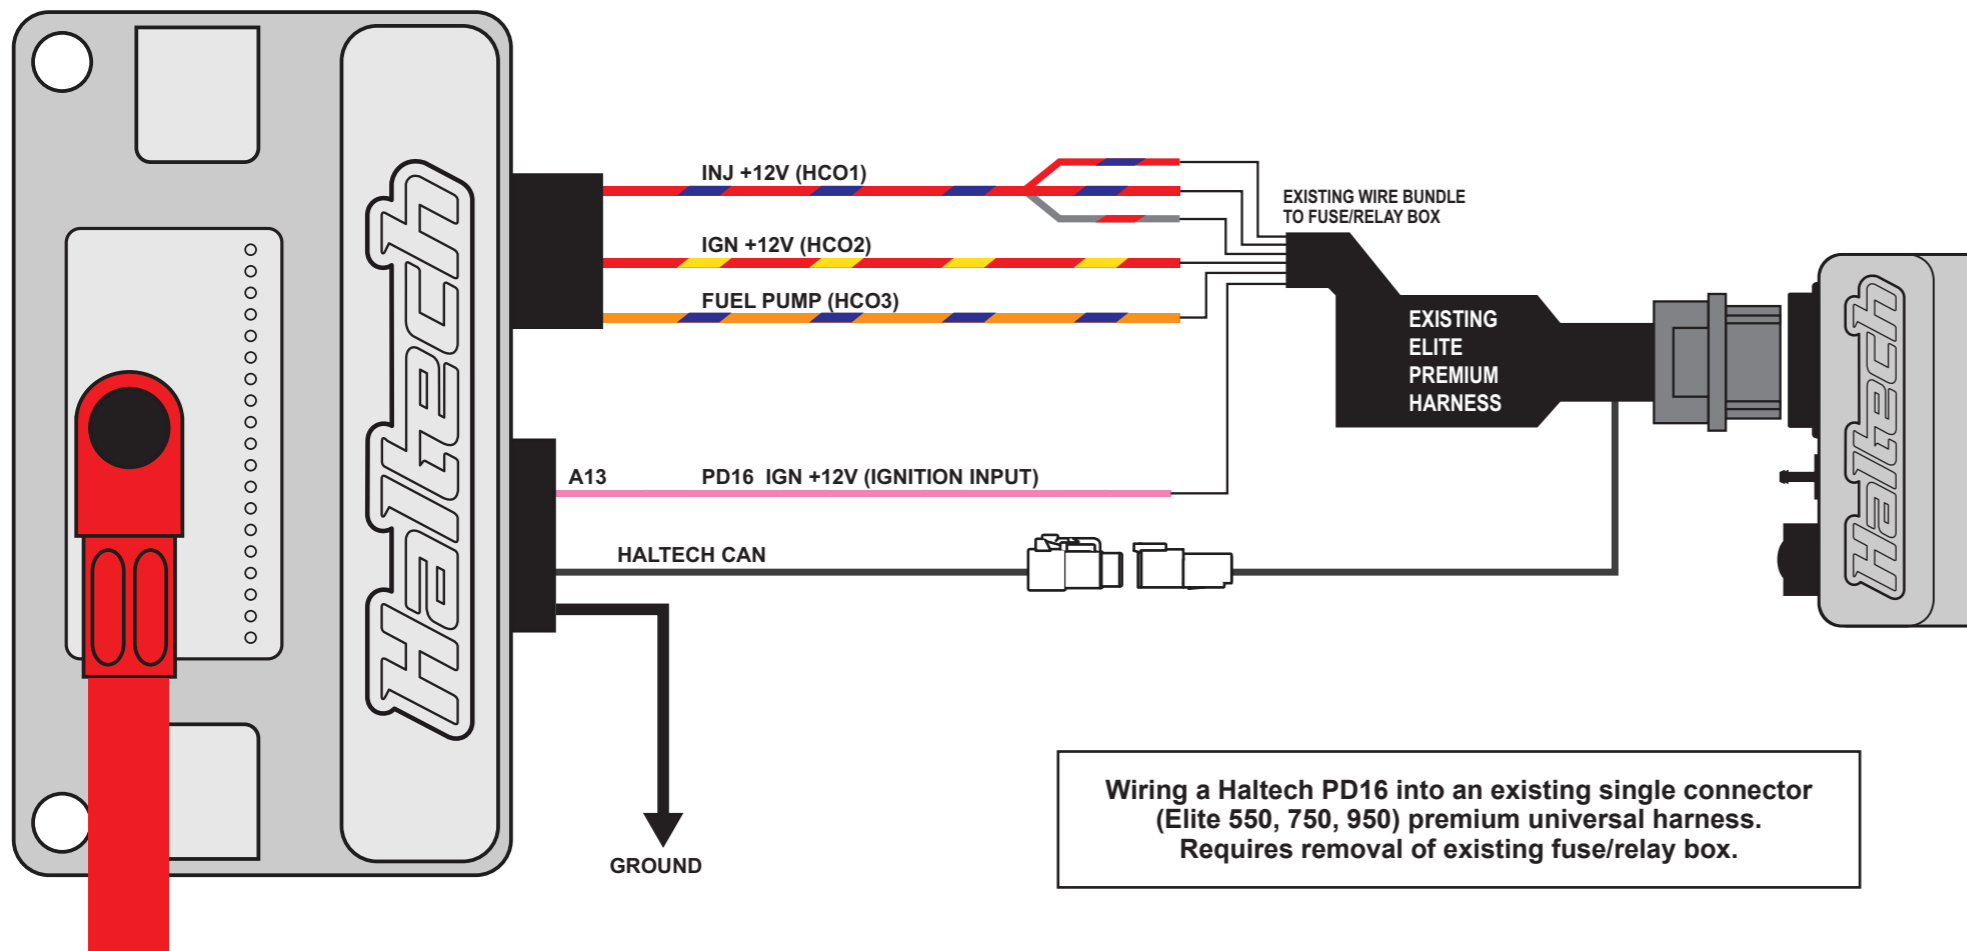 Haltech
INJ +12V (HCO1)
IGN +12V (HCO2)
FUEL PUMP (HCO3)
EXISTING WIRE BUNDLE
TO FUSE/RELAY BOX
EXISTING
ELITE
PREMIUM
HARNESS
Haltech
A13
PD16 IGN +12V (IGNITION INPUT)
HALTECH CAN
GROUND
Wiring a Haltech PD16 into an existing single connector
(Elite 550, 750, 950) premium universal harness.
Requires removal of existing fuse/relay box.